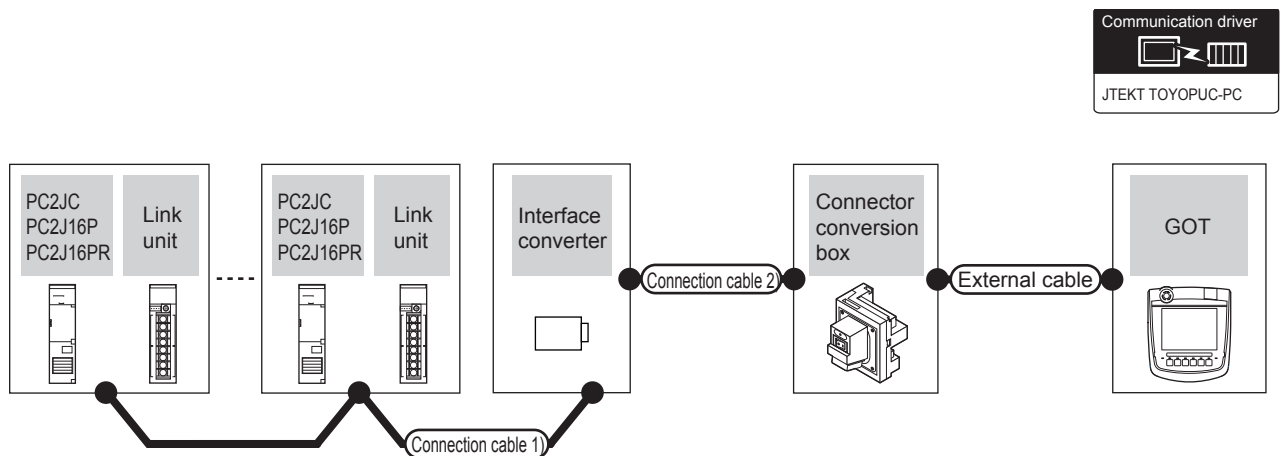 Communication driver
JTEKT TOYOPUC-PC
PC2JC
PC2J16P
PC2J16PR
Link
unit
PC2JC
PC2J16P
PC2J16PR
Link
unit
Interface
converter
Connection cable 2)
Connector
conversion
box
External cable
GOT
Connection cable 1)